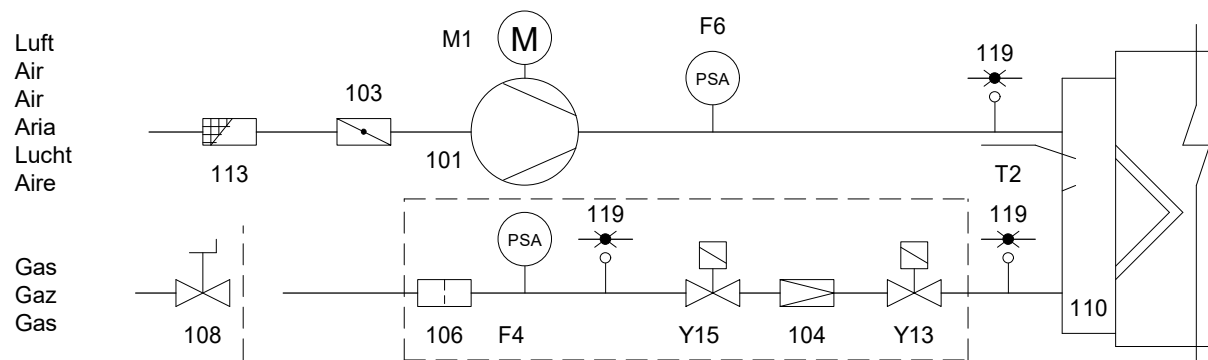 Luft
Air
Air
Aria
Lucht
Aire
M1
M
F6
PSA
119
103
113
101
T2
119
119
PSA
Gas
Gaz
Gas
108
106
F4
Y15
104
Y13
110